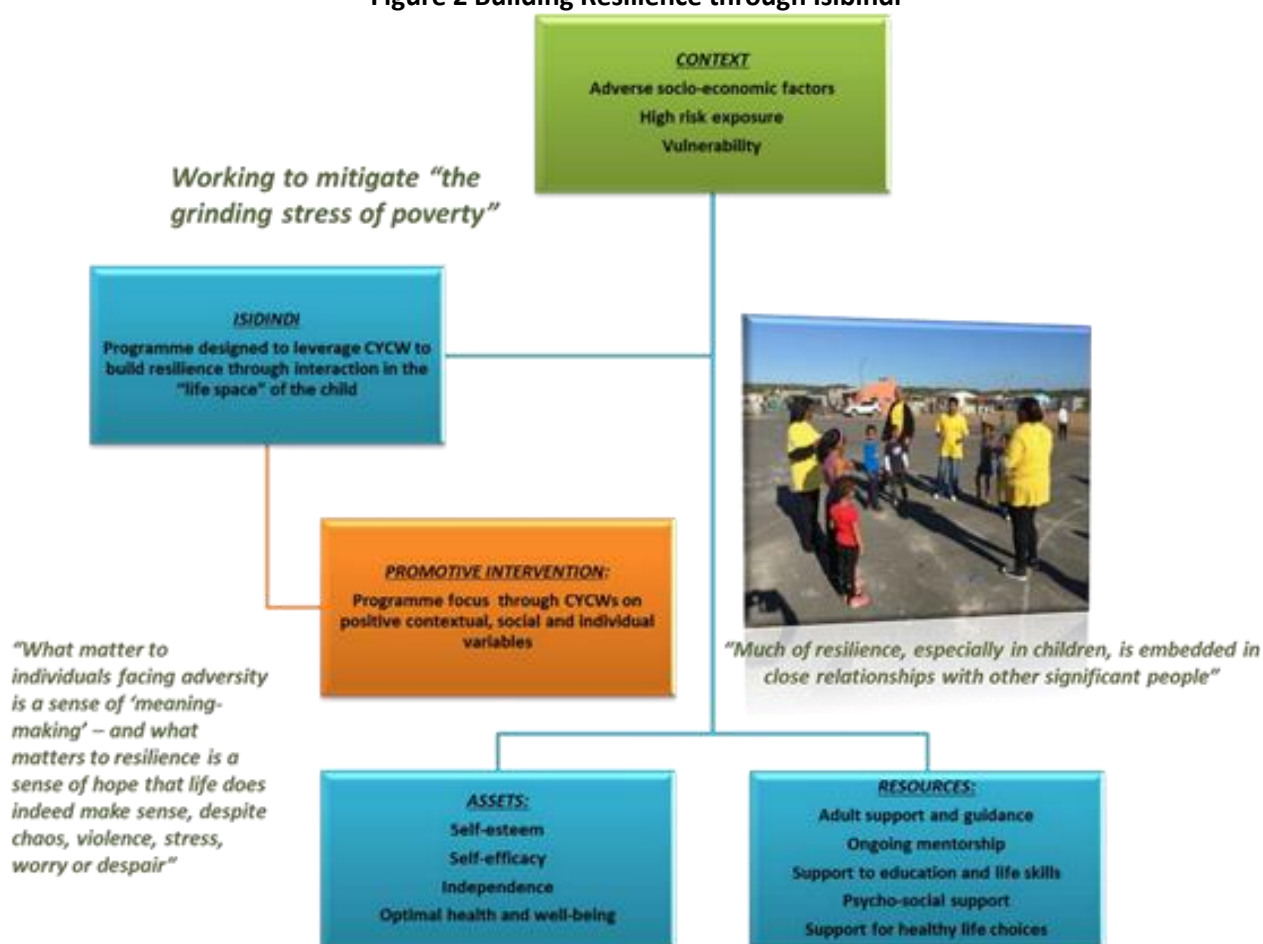 Figure 2 Building Resilience through Isibindi
CONTEXT
Adverse socio-economic factors
High risk exposure
Vulnerability
Working to mitigate “the
grinding stress of poverty”
ISIDINDI
Programme designed to leverage CYCW to
build resilience through interaction in the
“life space” of the child
PROMOTIVE INTERVENTION:
Programme focus through CYCWs on
positive contextual, social and individual
variables
“What matter to
individuals facing adversity
is a sense of ‘meaning-
making’ – and what
matters to resilience is a
sense of hope that life does
indeed make sense, despite
chaos, violence, stress,
worry or despair”
“Much of resilience, especially in children, is embedded in
close relationships with other significant people”
ASSETS:
Self-esteem
Self-efficacy
Independence
Optimal health and well-being
RESOURCES:
Adult support and guidance
Ongoing mentorship
Support to education and life skills
Psycho-social support
Support for healthy life choices